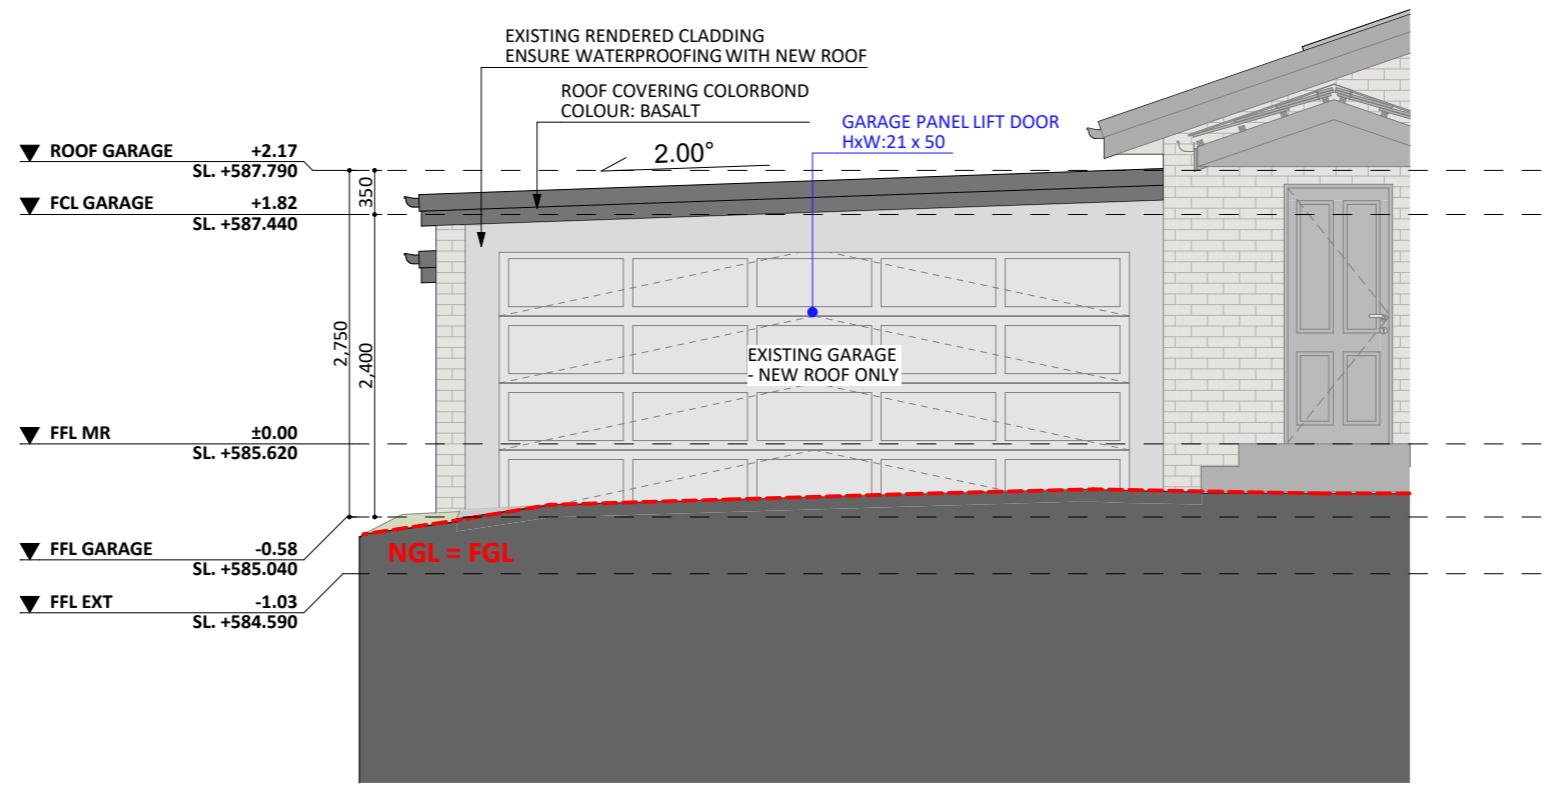 EXISTING RENDERED CLADDING
ENSURE WATERPROOFING WITH NEW ROOF
ROOF COVERING COLORBOND
COLOUR: BASALT
GARAGE PANEL LIFT DOOR
HxW:21 x 50
2.00°
ROOF GARAGE +2.17
SL. +587.790
350
FCL GARAGE +1.82
SL. +587.440
2,750
2,400
EXISTING GARAGE
- NEW ROOF ONLY
FFL MR ±0.00
SL. +585.620
FFL GARAGE -0.58
SL. +585.040
NGL = FGL
FFL EXT -1.03
SL. +584.590